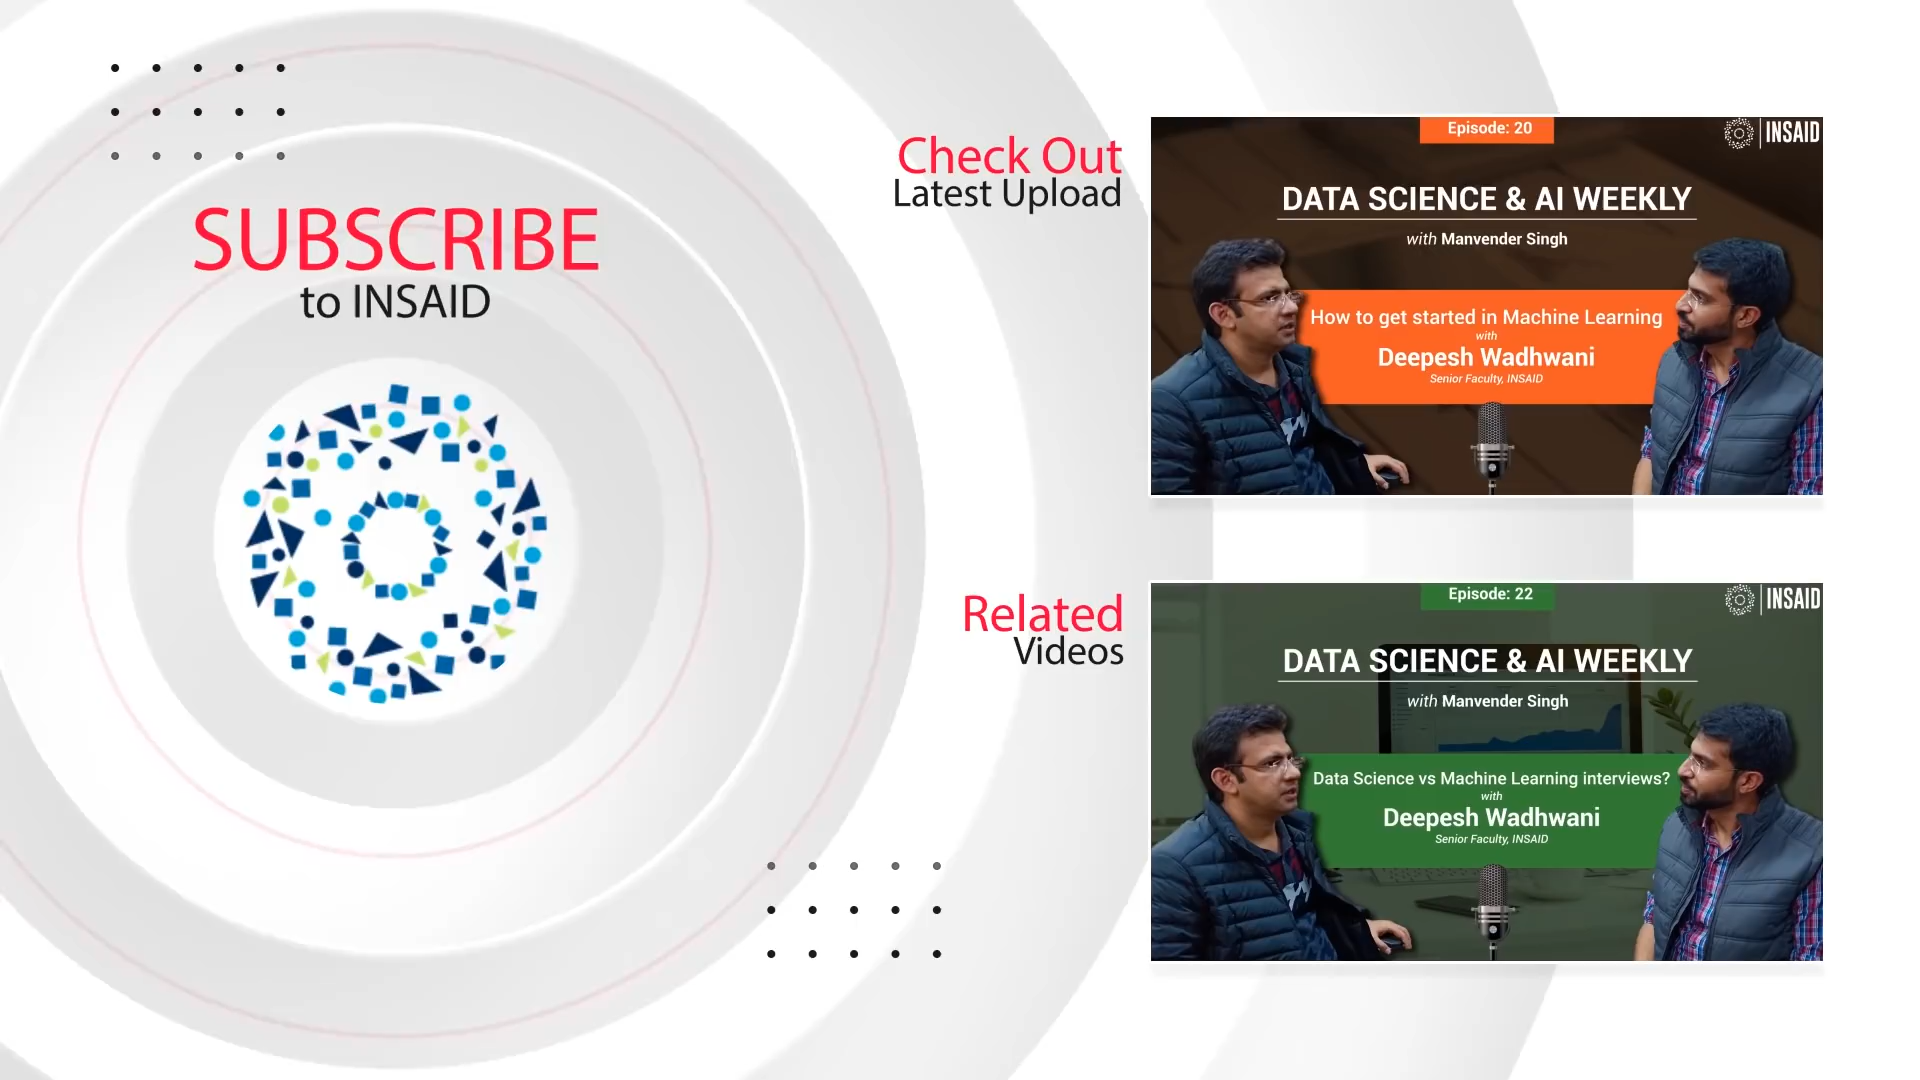 SUBSCRIBE
to INSAID
Check Out
Latest Upload
Episode: 20
INSAID
DATA SCIENCE & AI WEEKLY
with Manvender Singh
How to get started in Machine Learning
with
Deepesh Wadhwani
Senior Faculty, INSAID
Related
Videos
Episode: 22
INSAID
DATA SCIENCE & AI WEEKLY
with Manvender Singh
Data Science vs Machine Learning interviews?
with
Deepesh Wadhwani
Senior Faculty, INSAID